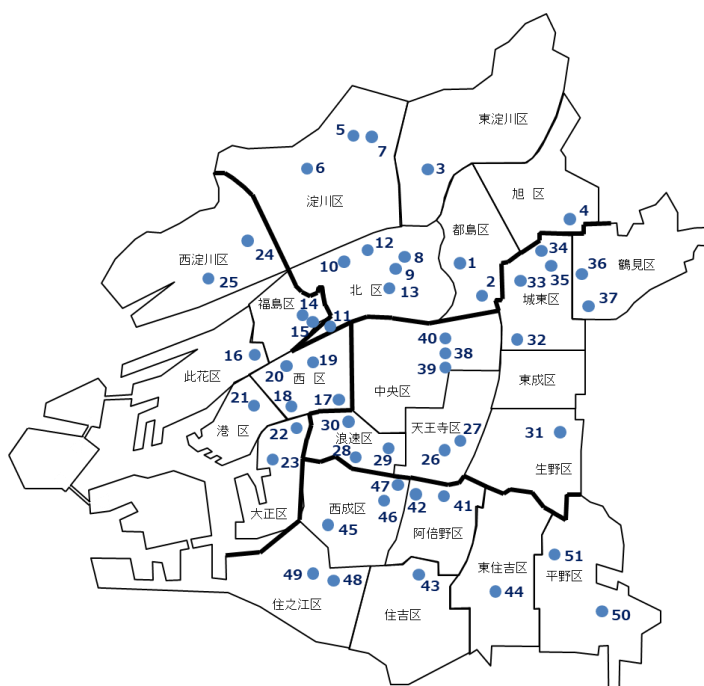 東淀川区
5
7
6
3
淀川区
旭 区
4
都島区
24
12
34
西淀川区
10
8
1
35
鶴見区
9
36
25
北 区
13
2
33
城東区
37
福島区
14
15
11
40
32
16
19
38
20
西 区
39
此花区
中央区
東成区
21
18
17
港 区
22
30
浪速区
天王寺区
27
31
28
29
26
23
生野区
47
大正区
西成区
46
42
41
45
阿倍野区
51
49
48
43
東住吉区
平野区
44
住之江区
住吉区
50